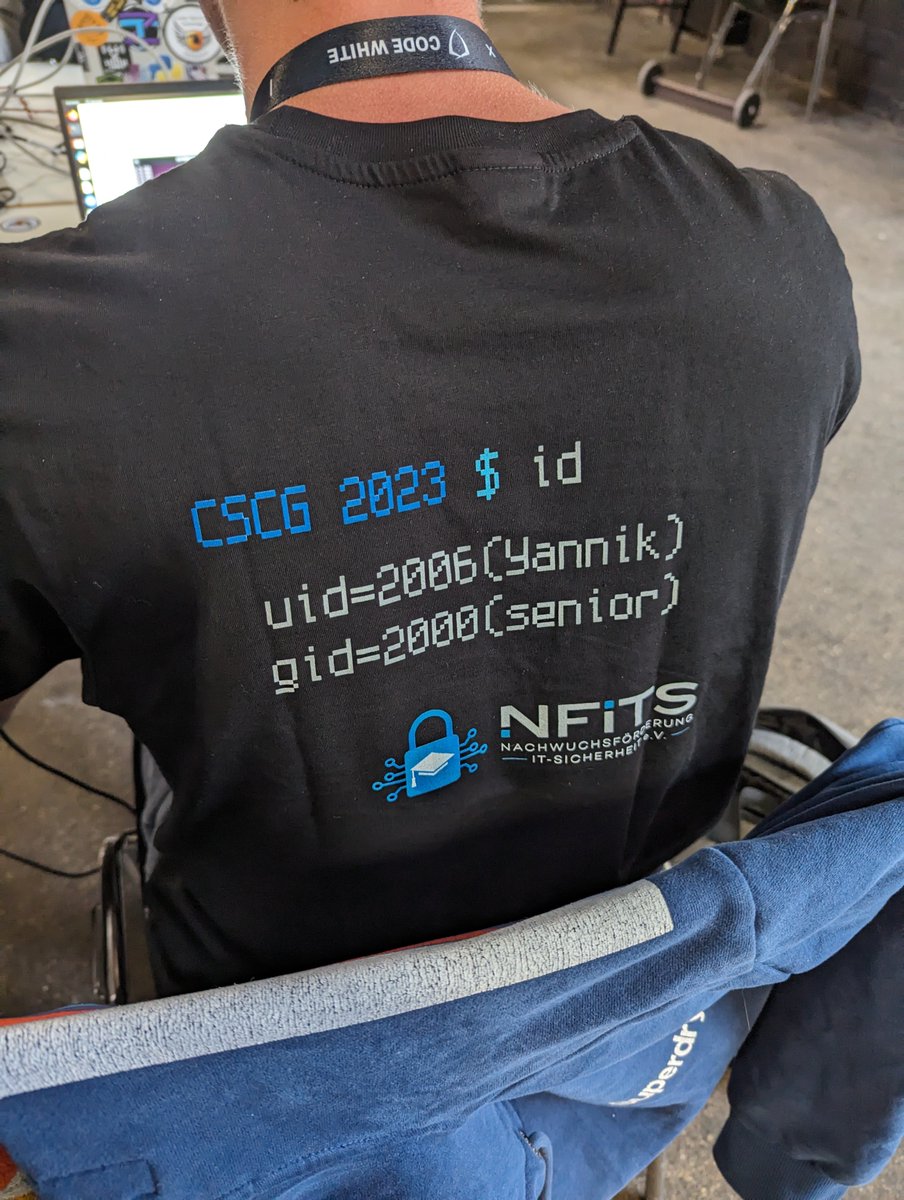 CODE WHITE
CSCG 2023 $ id
uid=2006(Yannik)
gid=2000(senior)
NFiTS
NACHWUCHSFÖRDERUNG
IT-SICHERHEIT e.V.